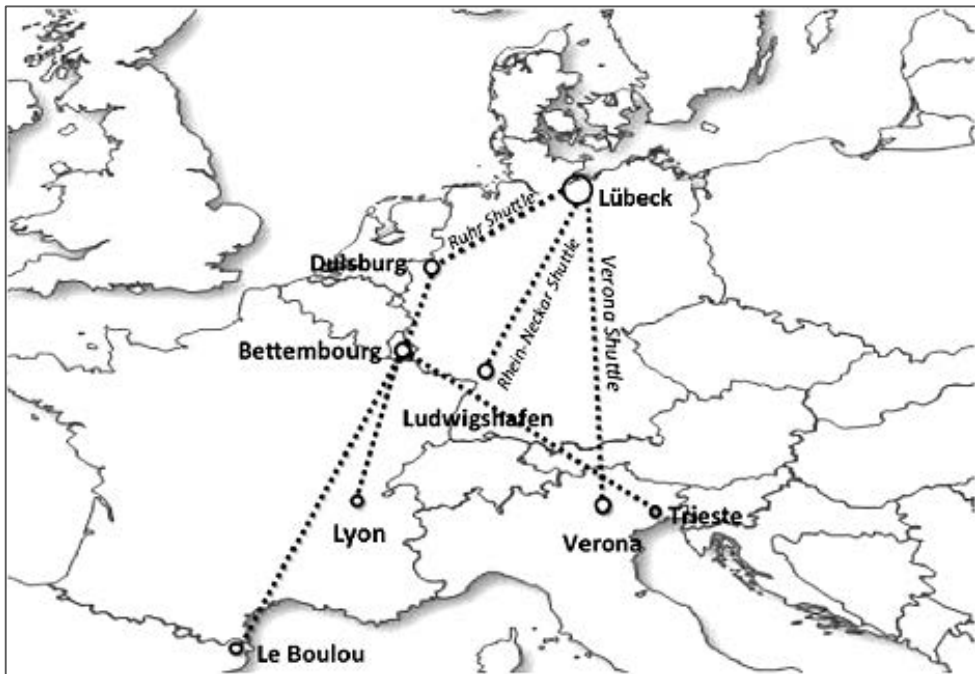 Lübeck
Ruhr Shuttle
Duisburg
Rhein-Neckar Shuttle
Verona Shuttle
Bettembourg
Ludwigshafen
Lyon
Verona
Trieste
Le Boulou